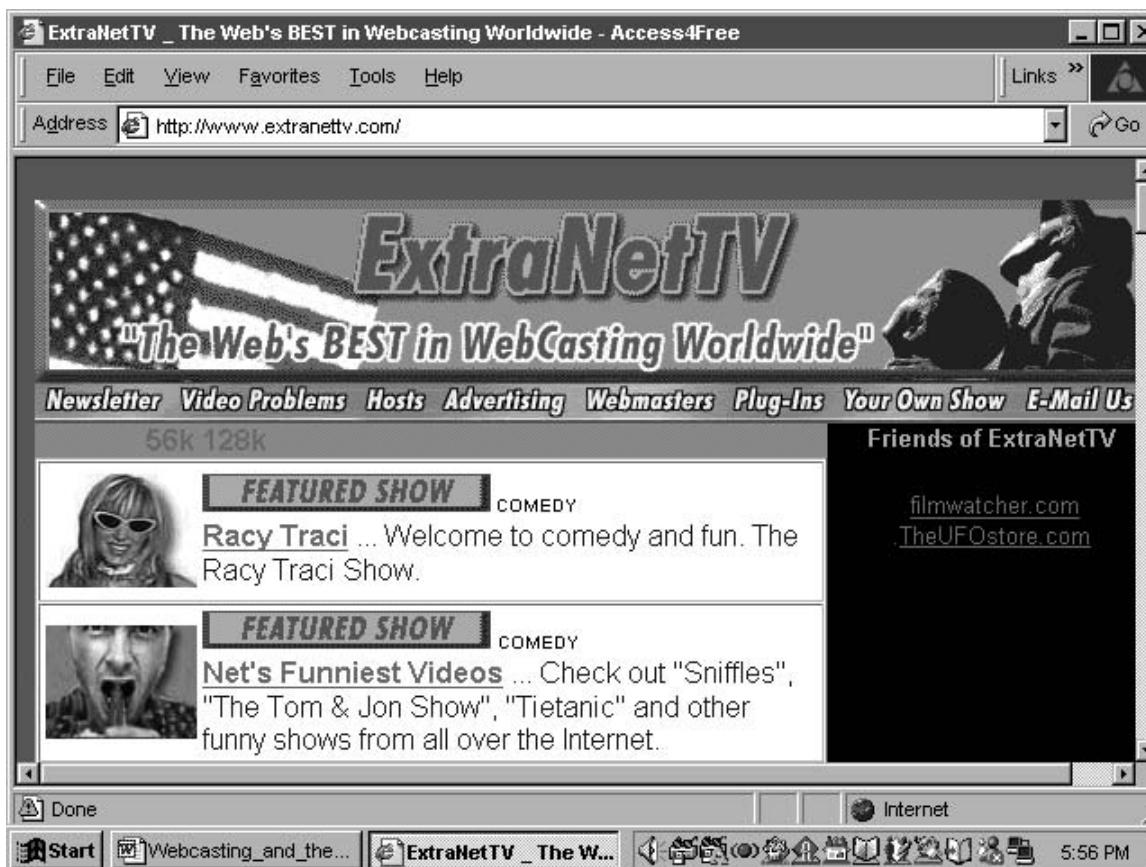 ExtraNetTV _ The Web's BEST in Webcasting Worldwide - Access4Free
File Edit View Favorites Tools Help Links »
Address http://www.extranettv.com/ Go
ExtraNetTV
"The Web's BEST in WebCasting Worldwide"
Newsletter Video Problems Hosts Advertising Webmasters Plug-Ins Your Own Show E-Mail Us
56k 128k
Friends of ExtraNetTV
filmwatcher.com
.TheUFOstore.com
FEATURED SHOW COMEDY
Racy Traci ... Welcome to comedy and fun. The
Racy Traci Show.
FEATURED SHOW COMEDY
Net's Funniest Videos ... Check out "Sniffles",
"The Tom & Jon Show", "Tietanic" and other
funny shows from all over the Internet.
Done Internet
Start Webcasting_and_the... ExtraNetTV _ The W... 5:56 PM